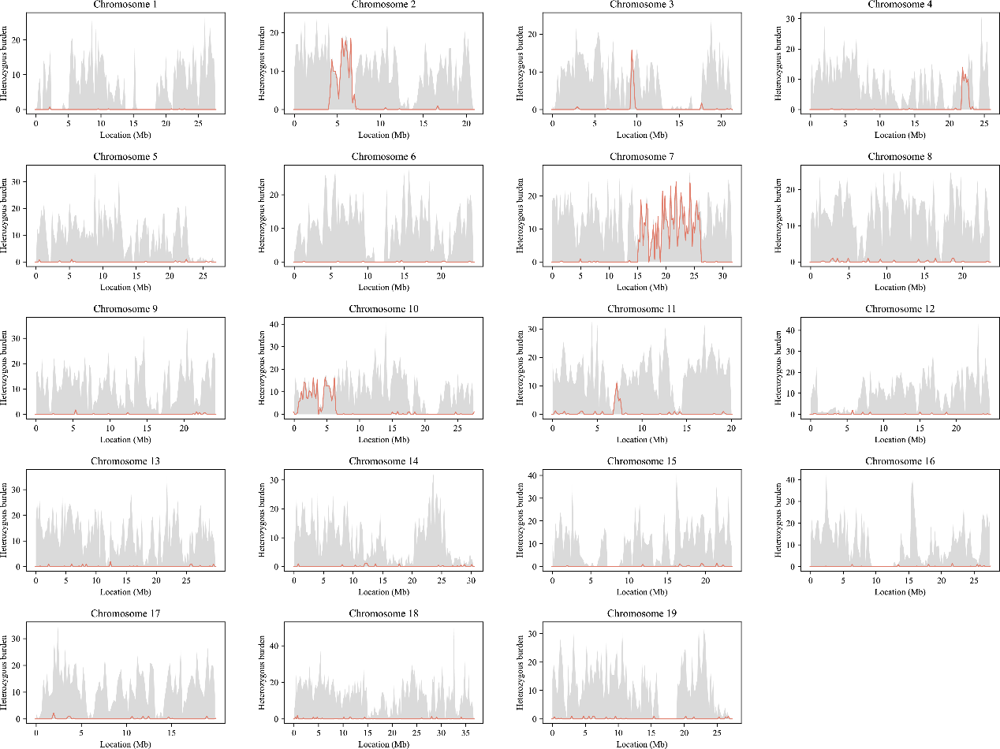 Chromosome 1
Heterozygous burden
20
10
0
0 5 10 15 20 25
Location (Mb)
Chromosome 2
Heterozygous burden
20
10
0
0 5 10 15 20
Location (Mb)
Chromosome 3
Heterozygous burden
20
10
0
0 5 10 15 20
Location (Mb)
Chromosome 4
Heterozygous burden
30
20
10
0
0 5 10 15 20 25
Location (Mb)
Chromosome 5
Heterozygous burden
30
20
10
0
0 5 10 15 20 25
Location (Mb)
Chromosome 6
Heterozygous burden
20
10
0
0 5 10 15 20
Location (Mb)
Chromosome 7
Heterozygous burden
20
10
0
0 5 10 15 20 25 30
Location (Mb)
Chromosome 8
Heterozygous burden
20
10
0
0 5 10 15 20
Location (Mb)
Chromosome 9
Heterozygous burden
30
20
10
0
0 5 10 15 20
Location (Mb)
Chromosome 10
Heterozygous burden
40
30
20
10
0
0 5 10 15 20 25
Location (Mb)
Chromosome 11
Heterozygous burden
30
20
10
0
0 5 10 15 20
Location (Mb)
Chromosome 12
Heterozygous burden
40
30
20
10
0
0 5 10 15 20
Location (Mb)
Chromosome 13
Heterozygous burden
30
20
10
0
0 5 10 15 20 25
Location (Mb)
Chromosome 14
Heterozygous burden
30
20
10
0
0 5 10 15 20 25 30
Location (Mb)
Chromosome 15
Heterozygous burden
40
30
20
10
0
0 5 10 15 20
Location (Mb)
Chromosome 16
Heterozygous burden
40
30
20
10
0
0 5 10 15 20 25
Location (Mb)
Chromosome 17
Heterozygous burden
30
20
10
0
0 5 10 15
Location (Mb)
Chromosome 18
Heterozygous burden
40
20
0
0 5 10 15 20 25 30 35
Location (Mb)
Chromosome 19
Heterozygous burden
30
20
10
0
0 5 10 15 20 25
Location (Mb)